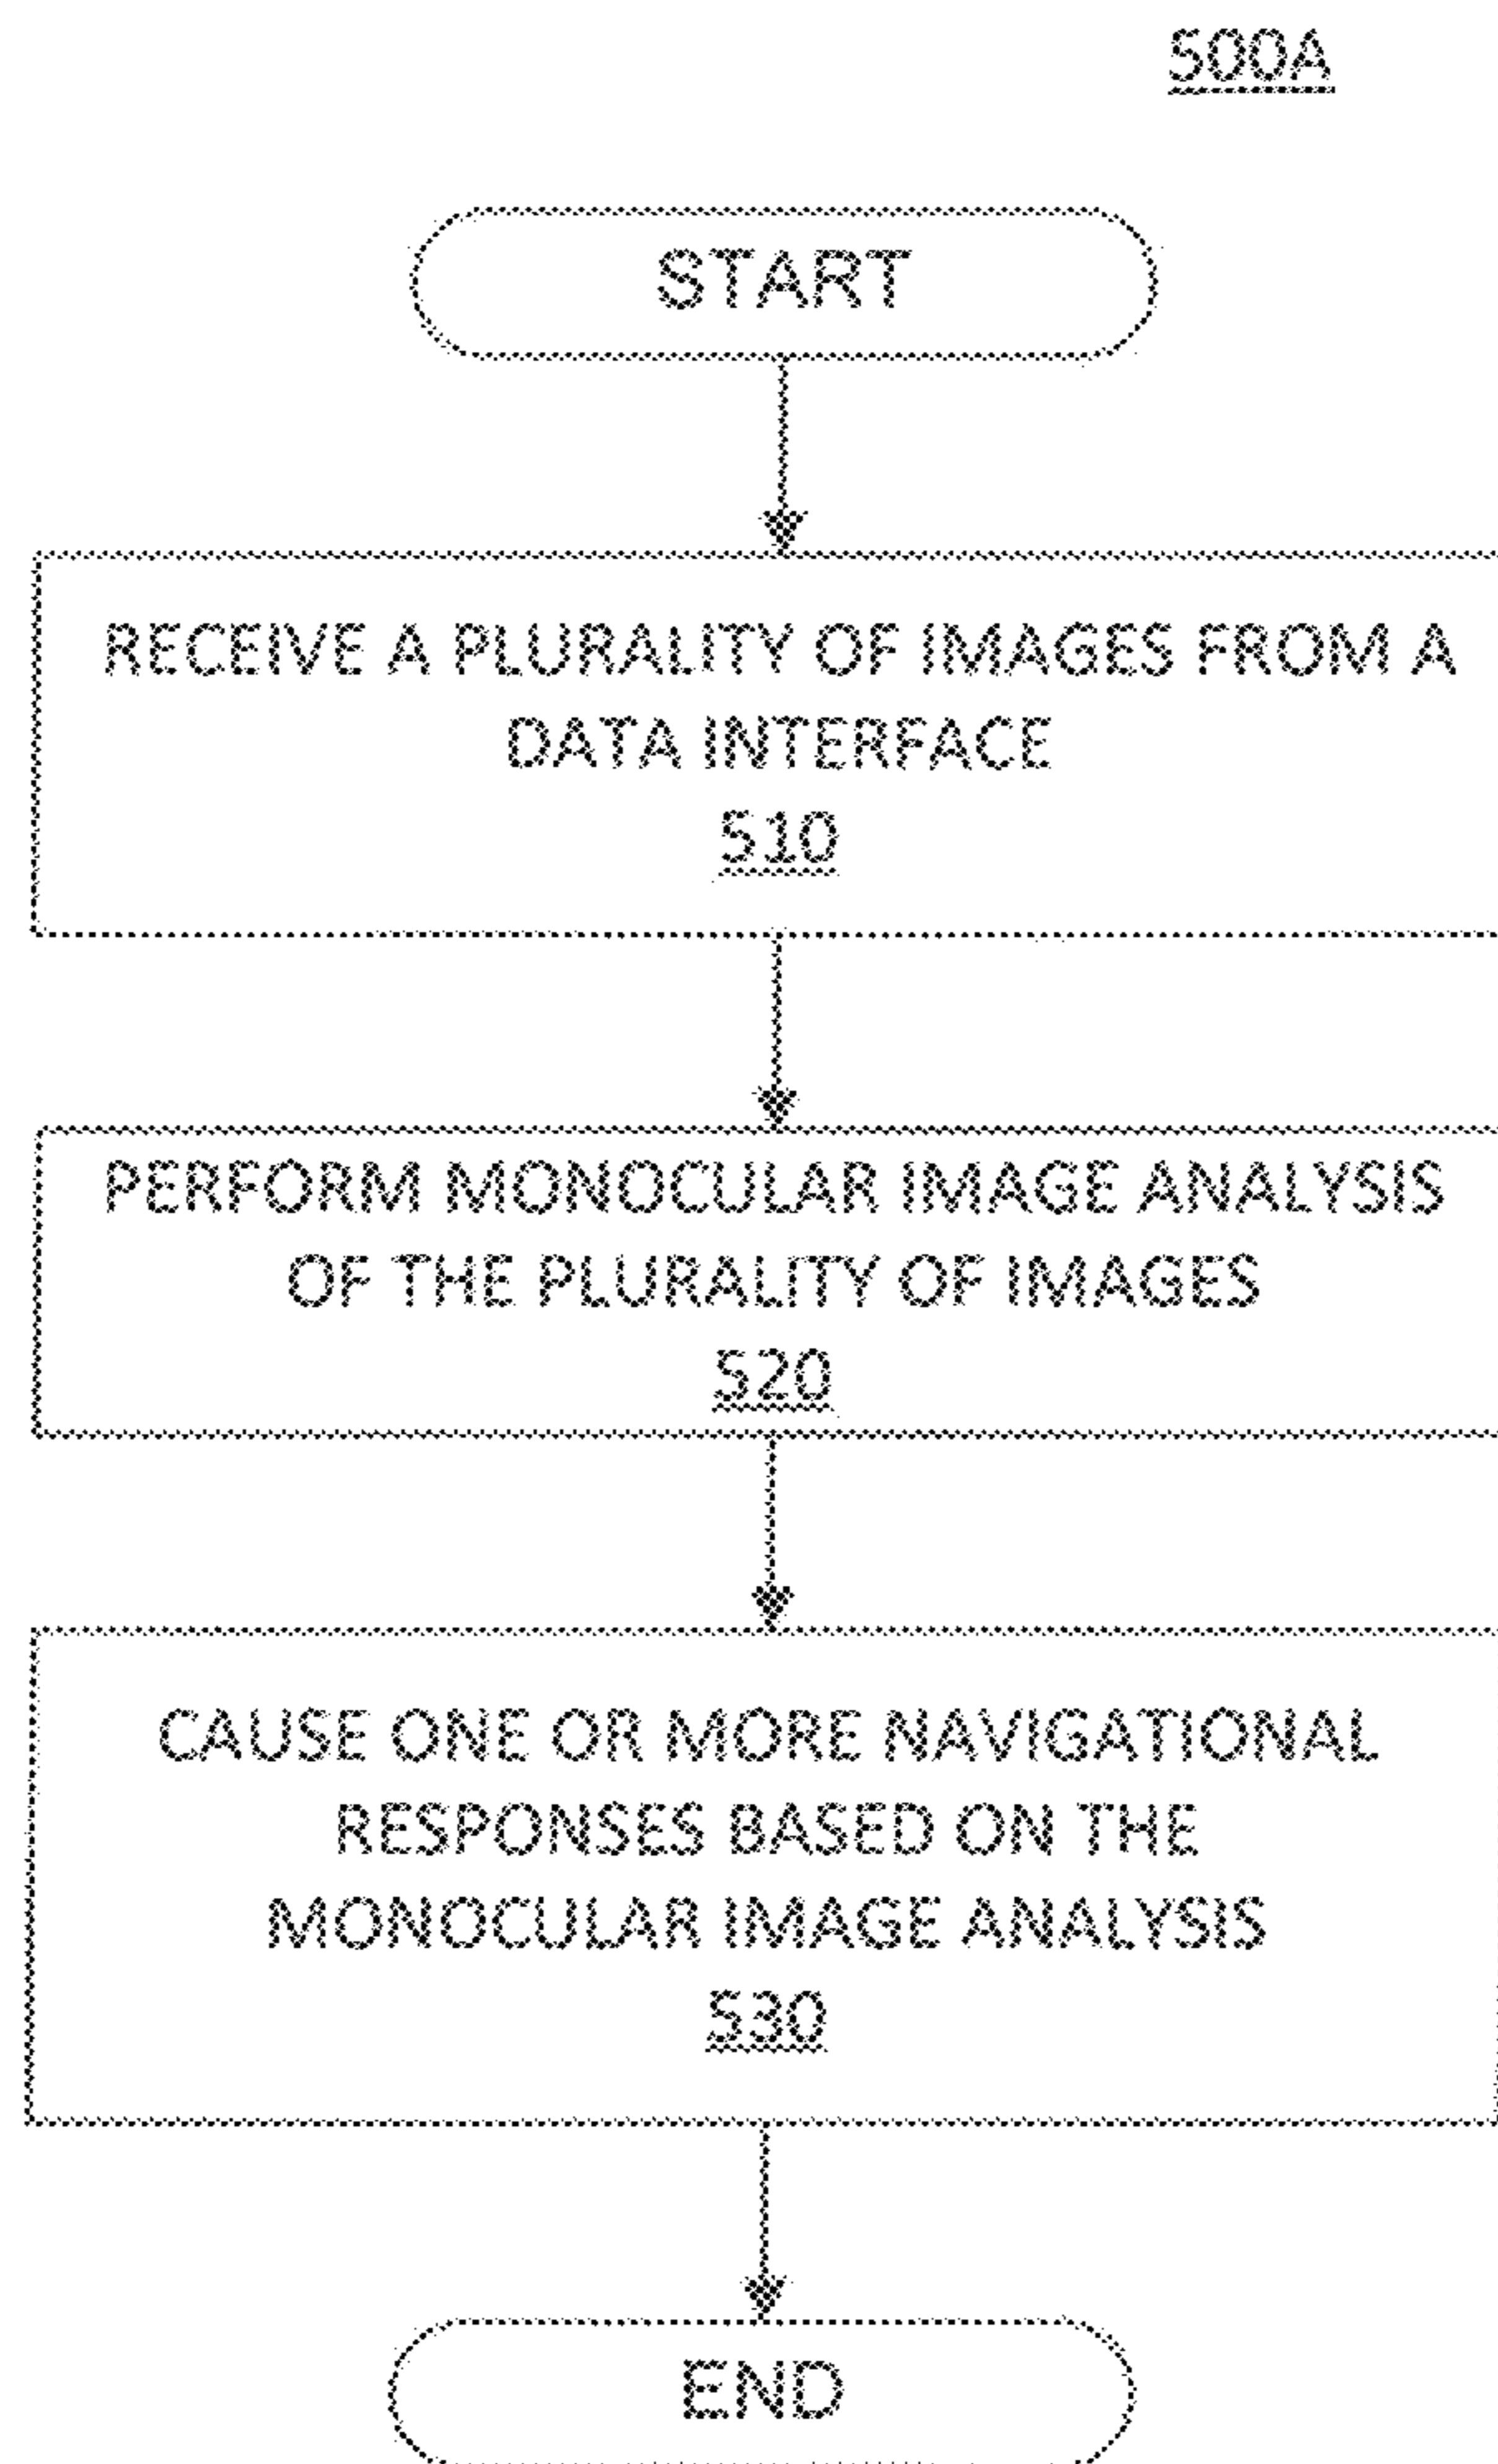 500A
START
RECEIVE A PLURALITY OF IMAGES FROM A
DATA INTERFACE
510
PERFORM MONOCULAR IMAGE ANALYSIS
OF THE PLURALITY OF IMAGES
520
CAUSE ONE OR MORE NAVIGATIONAL
RESPONSES BASED ON THE
MONOCULAR IMAGE ANALYSIS
530
END